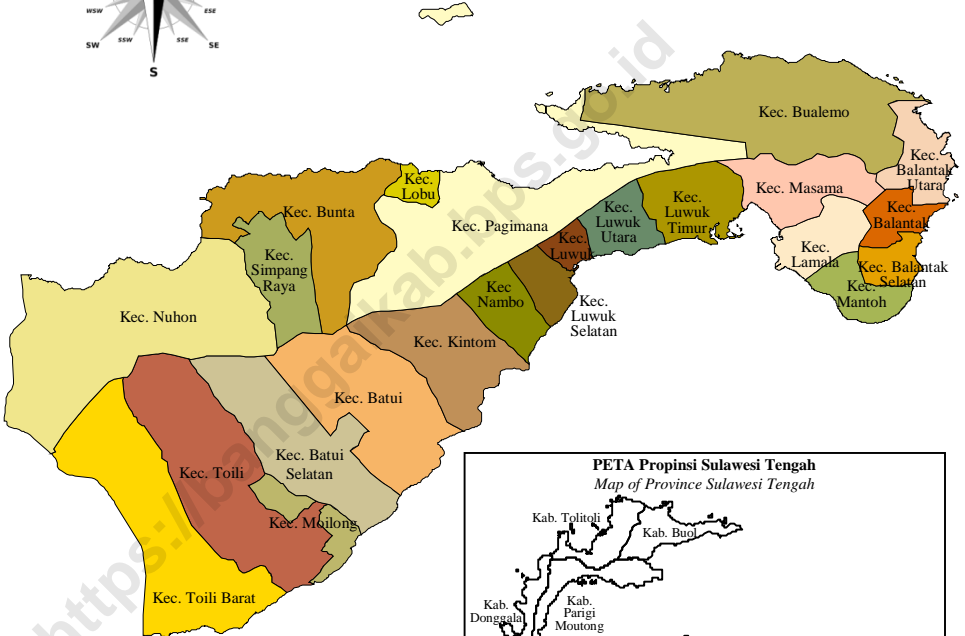 WSW
ESE
SW
SSW
SSE
SE
S
Kec. Bualemo
Kec.
Balantak
Utara
Kec.
Lobu
Kec. Masama
Kec. Bunta
Kec. Pagimana
Kec.
Luwuk
Utara
Kec.
Luwuk
Timur
Kec.
Balantak
Kec.
Luwuk
Kec.
Simpang
Raya
Kec.
Lamala
Kec. Balantak
Selatan
Kec.
Mantoh
Kec
Nambo
Kec.
Luwuk
Selatan
Kec. Nuhon
Kec. Kintom
Kec. Batui
Kec. Batui
Selatan
Kec. Toili
Kec. Moilong
Kec. Toili Barat
PETA Propinsi Sulawesi Tengah
Map of Province Sulawesi Tengah
Kab. Tolitoli
Kab. Buol
Kab.
Donggala
Kab.
Parigi
Moutong
https://banggaikab.bps.go.id